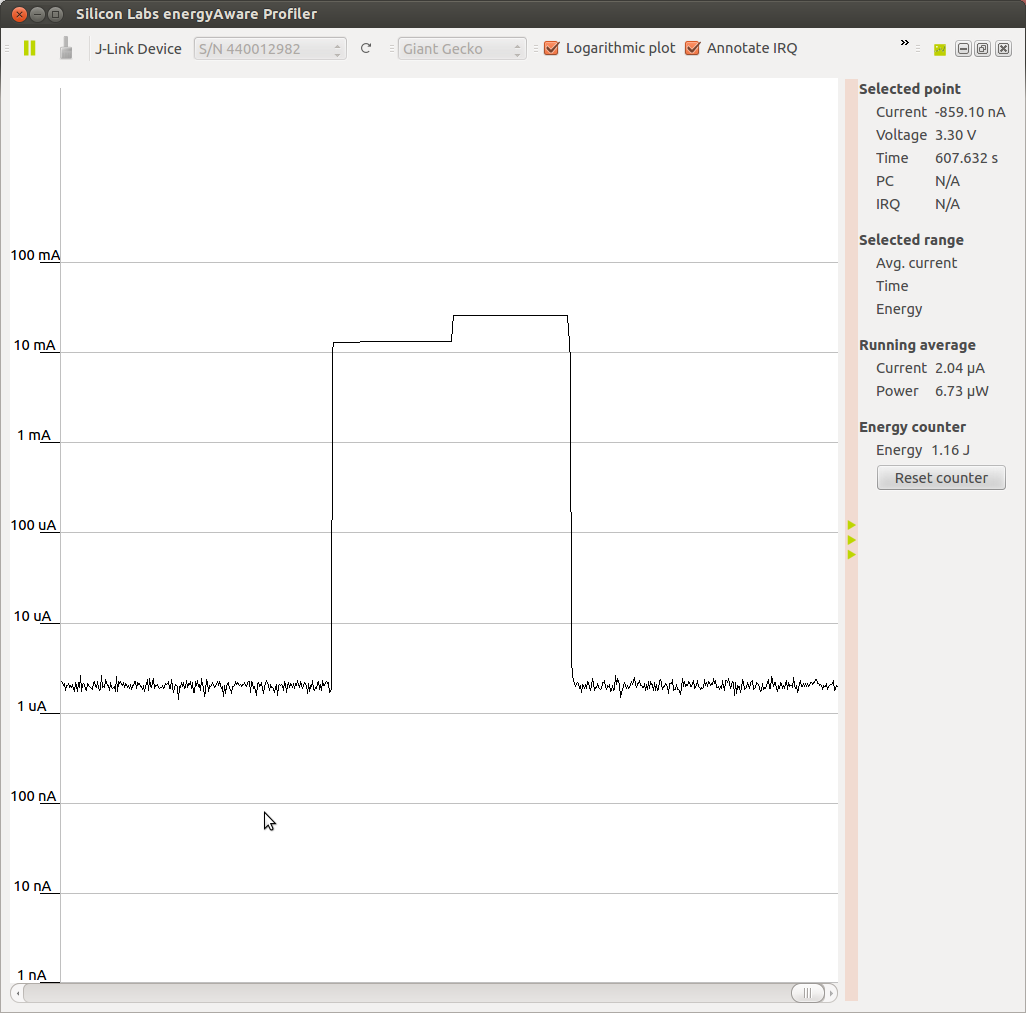 Silicon Labs energyAware Profiler
J-Link Device S/N 440012982 Giant Gecko Logarithmic plot Annotate IRQ »
100 mA
10 mA
1 mA
100 uA
10 uA
1 uA
100 nA
10 nA
1 nA
Selected point
Current -859.10 nA
Voltage 3.30 V
Time 607.632 s
PC N/A
IRQ N/A
Selected range
Avg. current
Time
Energy
Running average
Current 2.04 µA
Power 6.73 µW
Energy counter
Energy 1.16 J
Reset counter